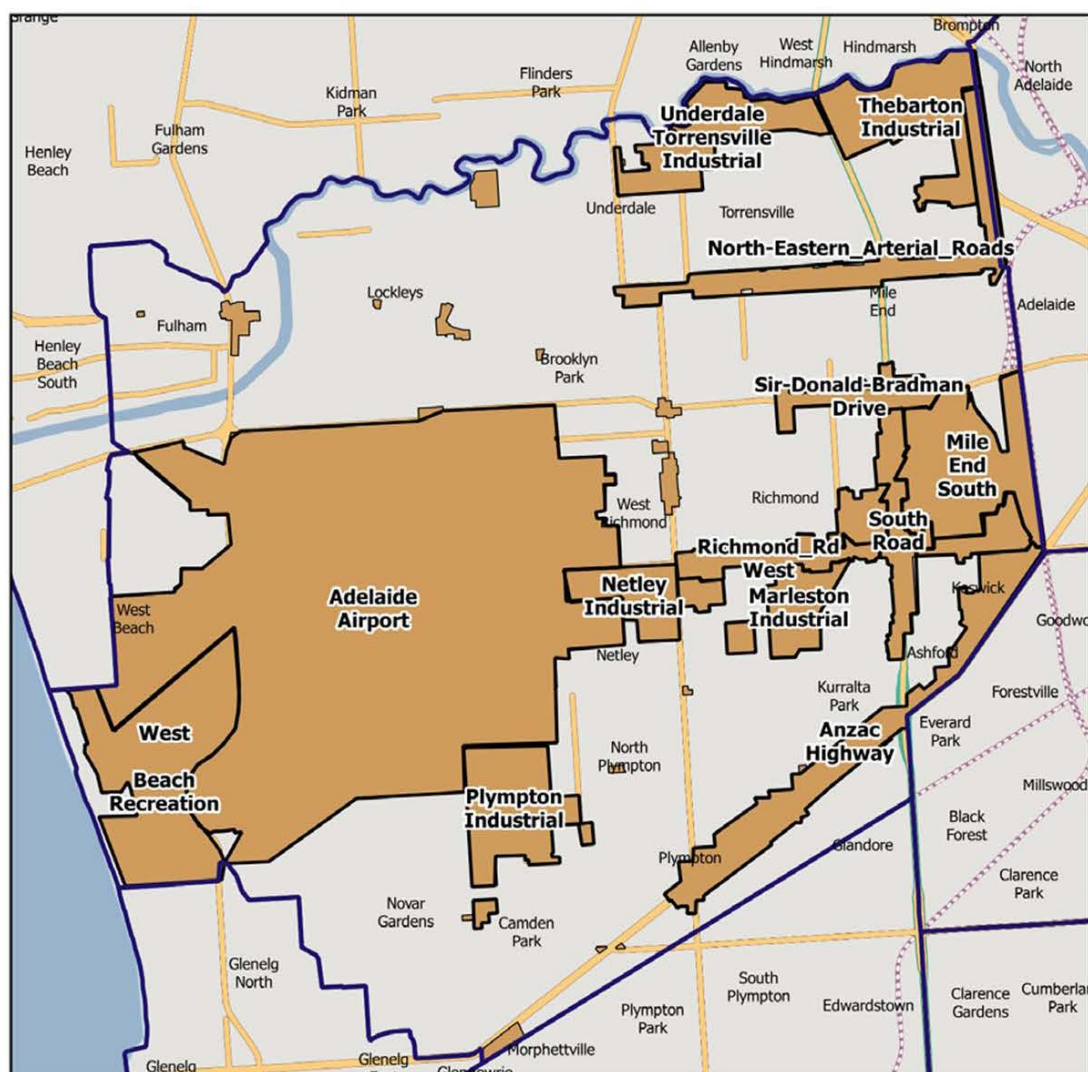 Grange
Brompton
Allenby
Gardens
West
Hindmarsh
Hindmarsh
North
Adelaide
Flinders
Park
Kidman
Park
Fulham
Gardens
Henley
Beach
Underdale
Torrensville
Industrial
Thebarton
Industrial
Underdale
Torrensville
North-Eastern_Arterial_Roads
Lockleys
Mile
End
Adelaide
Fulham
Henley
Beach
South
Brooklyn
Park
Sir-Donald-Bradman
Drive
Mile
End
South
West
Richmond
Richmond
South
Road
Richmond_Rd
West
Adelaide
Airport
Netley
Industrial
Marleston
Industrial
Keswick
West
Beach
Goodwo
Netley
Ashford
Kurralta
Park
Forestville
Everard
Park
Anzac
Highway
West
Beach
Recreation
North
Plympton
Millswood
Plympton
Industrial
Black
Forest
Glandore
Plympton
Clarence
Park
Novar
Gardens
Camden
Park
Glenelg
North
South
Plympton
Plympton
Park
Edwardstown
Clarence
Gardens
Cumberlan
Park
Morphettville
Glenelg
Glenelg